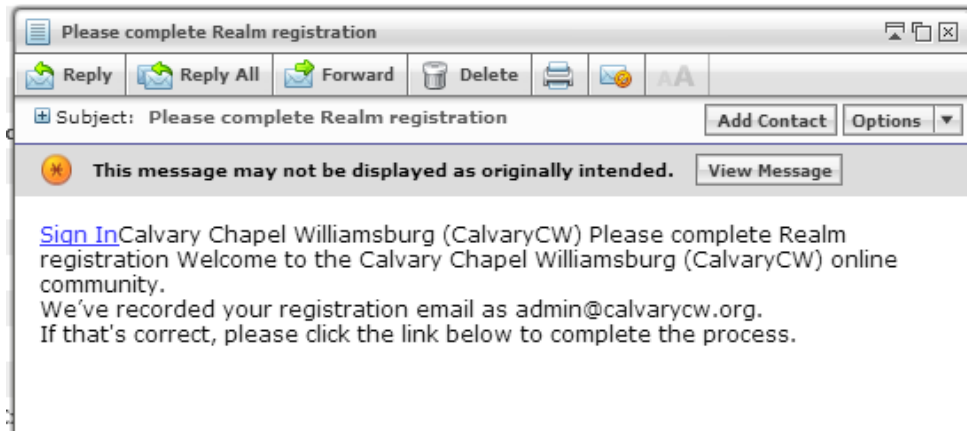 Please complete Realm registration
Reply Reply All Forward Delete AA
Subject: Please complete Realm registration Add Contact Options
This message may not be displayed as originally intended. View Message
Sign InCalvary Chapel Williamsburg (CalvaryCW) Please complete Realm
registration Welcome to the Calvary Chapel Williamsburg (CalvaryCW) online
community.
We've recorded your registration email as admin@calvarycw.org.
If that's correct, please click the link below to complete the process.